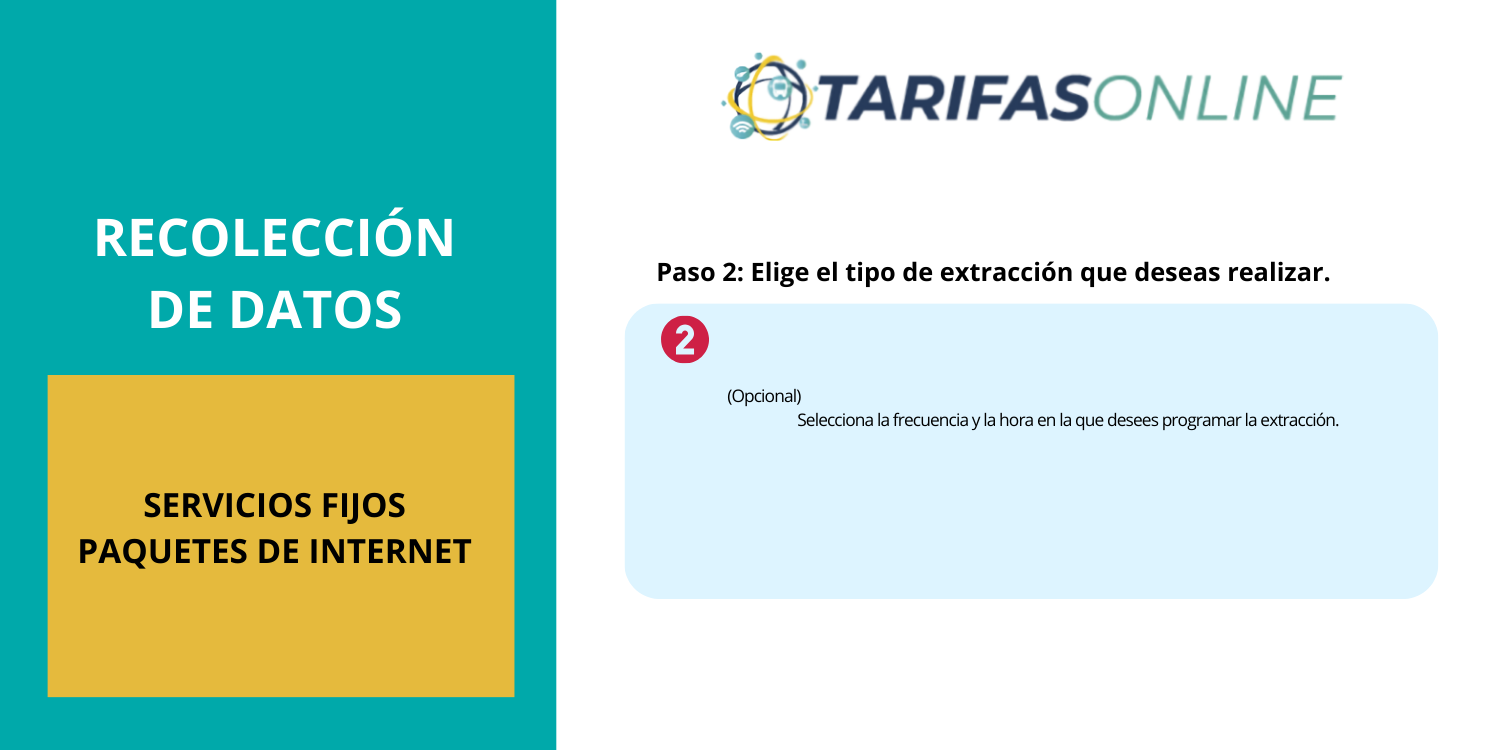 TARIFASONLINE
RECOLECCIÓN
DE DATOS
SERVICIOS FIJOS
PAQUETES DE INTERNET
Paso 2: Elige el tipo de extracción que deseas realizar.
2
(Opcional)
Selecciona la frecuencia y la hora en la que desees programar la extracción.